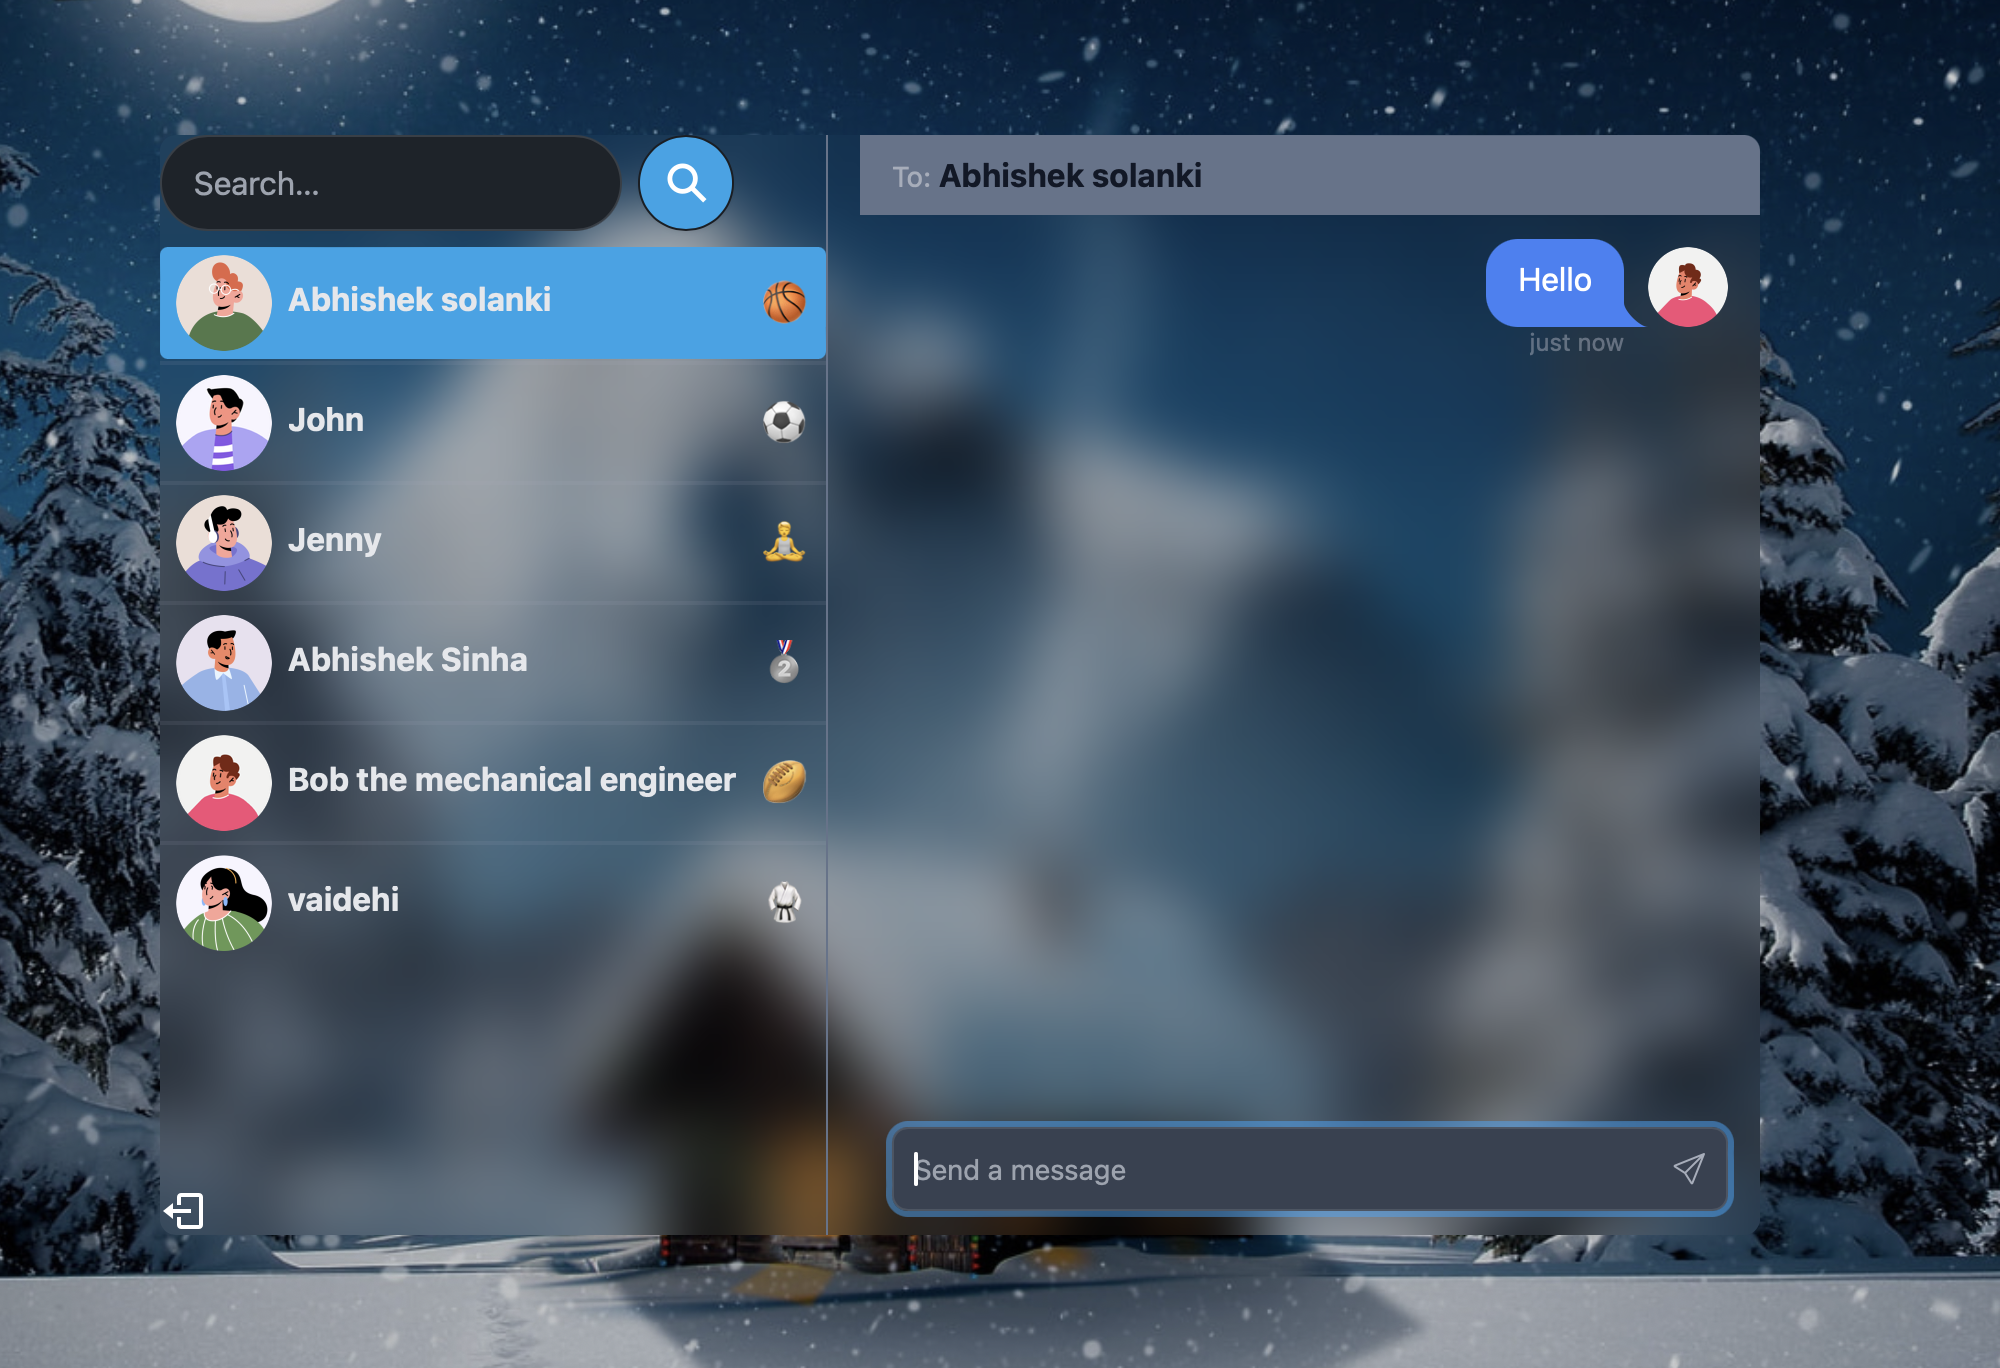 Search...
Abhishek solanki
John
Jenny
Abhishek Sinha
2
Bob the mechanical engineer
vaidehi
To: Abhishek solanki
Hello
just now
Send a message